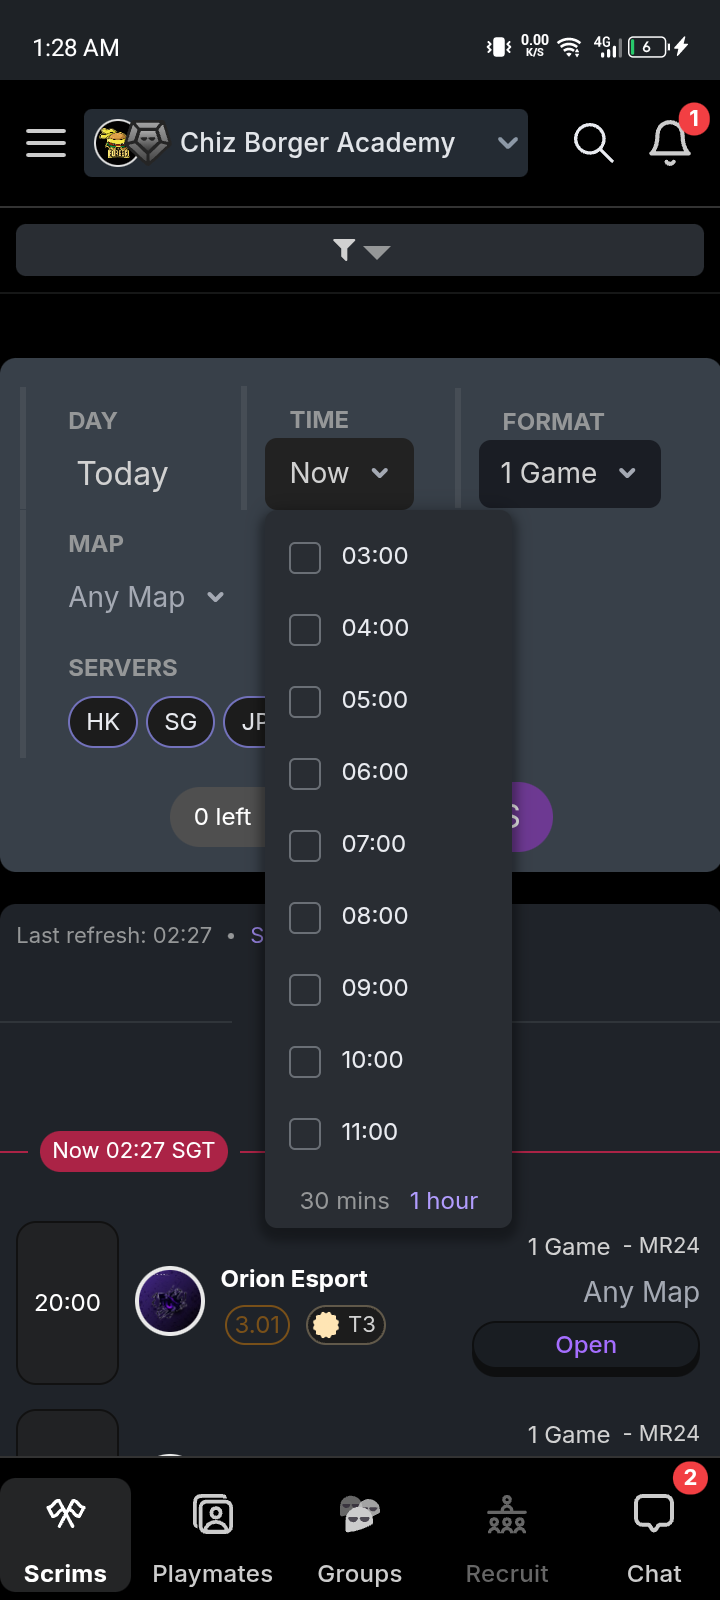 1:28 AM
0.00
K/S
4G
6
Chiz Borger Academy
1
DAY
TIME
FORMAT
Today
Now
1 Game
MAP
Any Map
SERVERS
HK
SG
JP
0 left
S
03:00
04:00
05:00
06:00
07:00
08:00
09:00
10:00
11:00
30 mins
1 hour
Last refresh: 02:27 • S
Now 02:27 SGT
20:00
Orion Esport
3.01
T3
1 Game - MR24
Any Map
Open
1 Game - MR24
2
Scrims
Playmates
Groups
Recruit
Chat